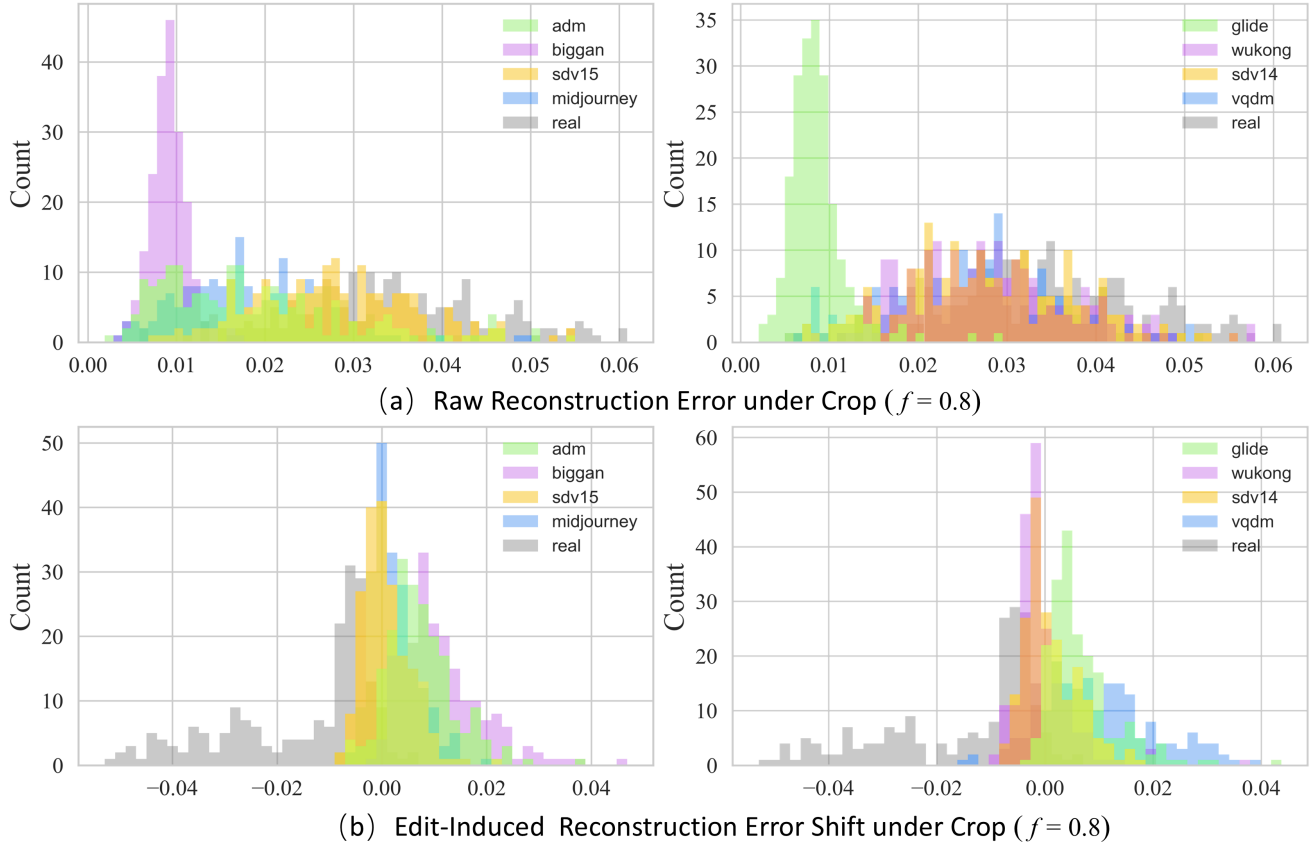 Count
40
30
20
10
0
0.00 0.01 0.02 0.03 0.04 0.05 0.06
adm
biggan
sdv15
midjourney
real
Count
35
30
25
20
15
10
5
0
0.00 0.01 0.02 0.03 0.04 0.05 0.06
glide
wukong
sdv14
vqdm
real
(a) Raw Reconstruction Error under Crop ( f = 0.8)
Count
50
40
30
20
10
0
−0.04 −0.02 0.00 0.02 0.04
adm
biggan
sdv15
midjourney
real
Count
60
50
40
30
20
10
0
−0.04 −0.02 0.00 0.02 0.04
glide
wukong
sdv14
vqdm
real
(b) Edit-Induced Reconstruction Error Shift under Crop ( f = 0.8)